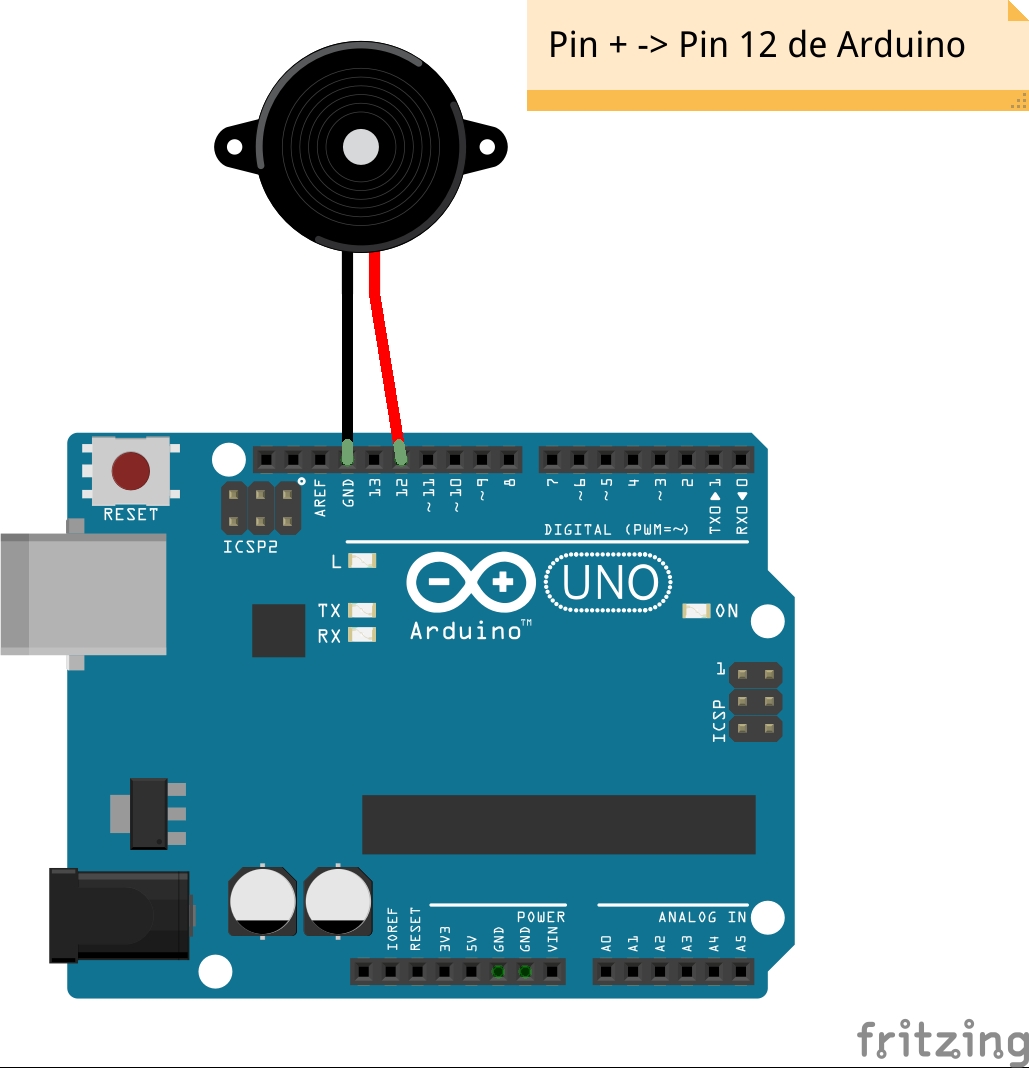 Pin + -> Pin 12 de Arduino
RESET
ICSP2
AREF
GND
13
12
~11
~10
~9
8
7
~6
~5
4
~3
2
TX0▶1
RX0◀0
DIGITAL (PWM=~)
L
TX
RX
Arduino™
UNO
ON
1
ICSP
POWER
ANALOG IN
IOREF
RESET
3V3
5V
GND
GND
VIN
A0
A1
A2
A3
A4
A5
fritzing